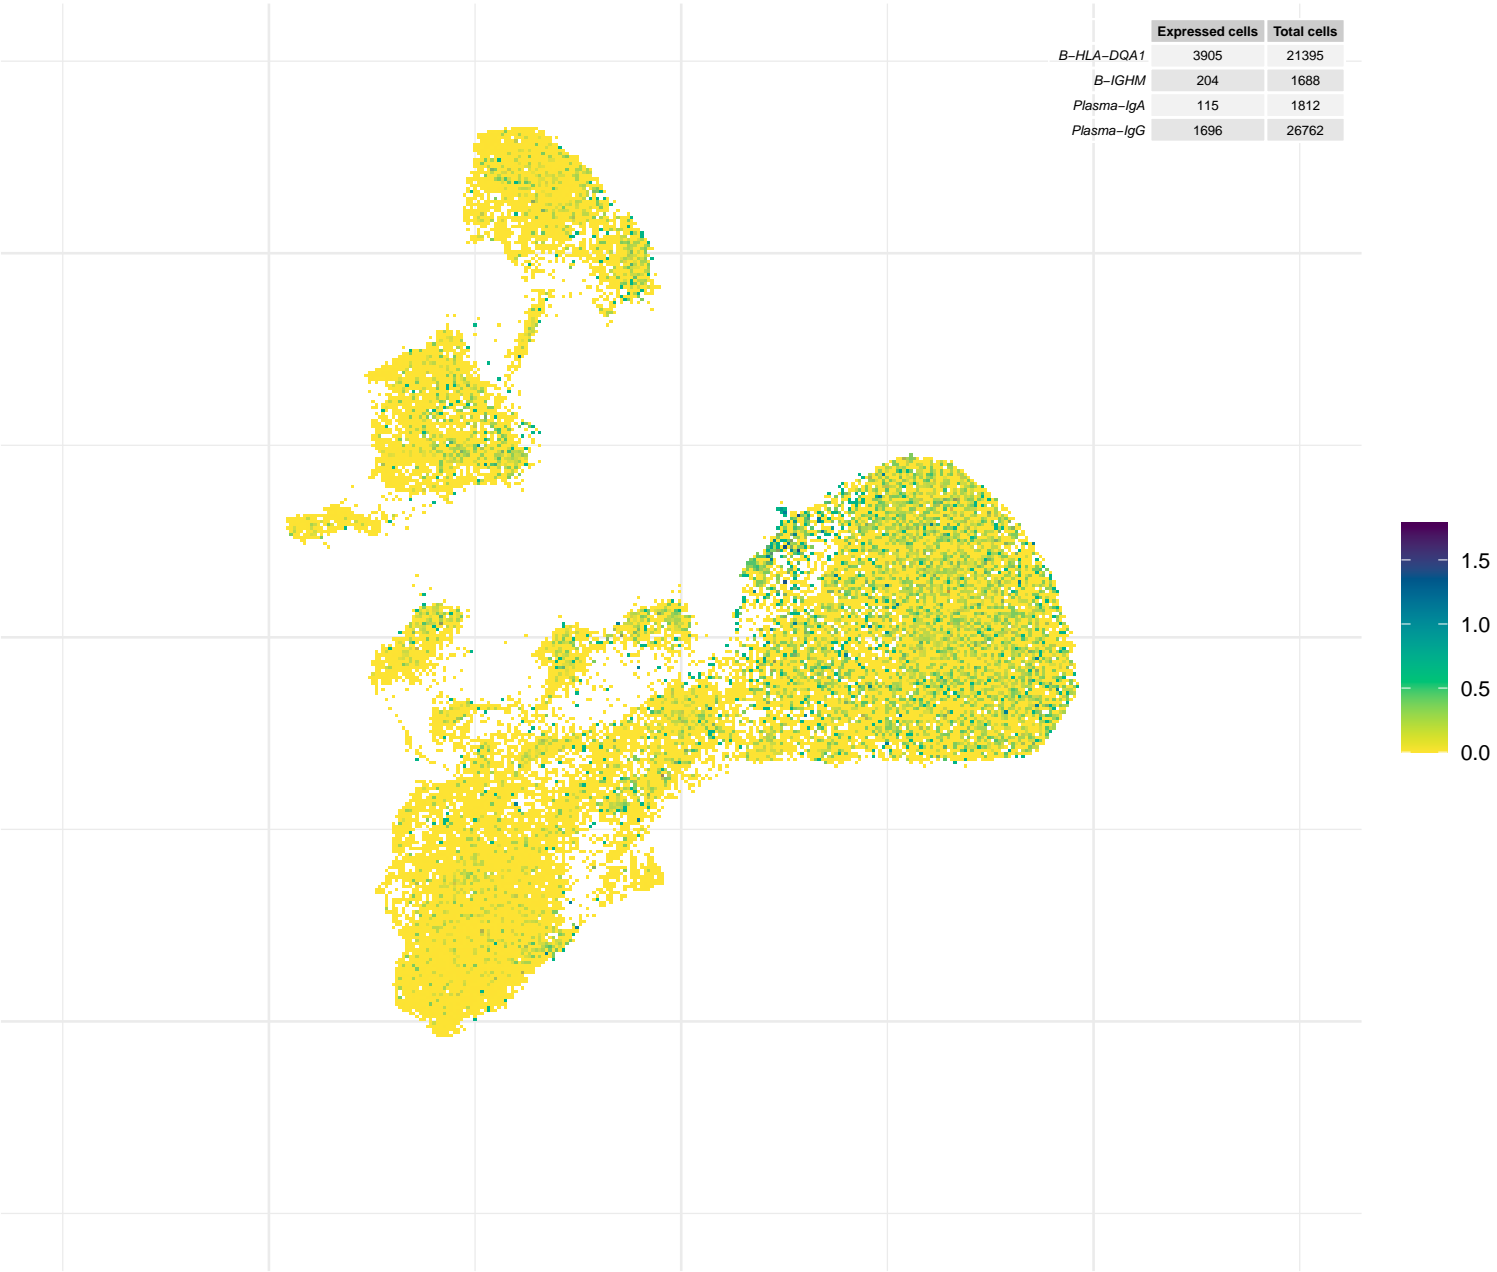 Expressed cells Total cells
B−HLA−DQA1 3905 21395
B−IGHM 204 1688
Plasma−IgA 115 1812
Plasma−IgG 1696 26762
1.5
1.0
0.5
0.0